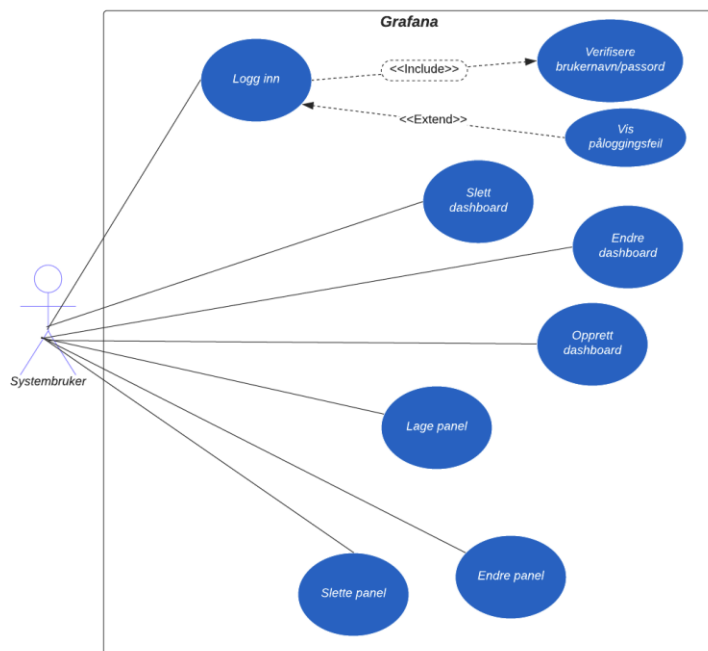 Grafana
Logg inn
<<Include>>
Verifisere
brukernavn/passord
<<Extend>>
Vis
påloggingsfeil
Slett
dashboard
Endre
dashboard
Opprett
dashboard
Systembruker
Lage panel
Slette panel
Endre panel